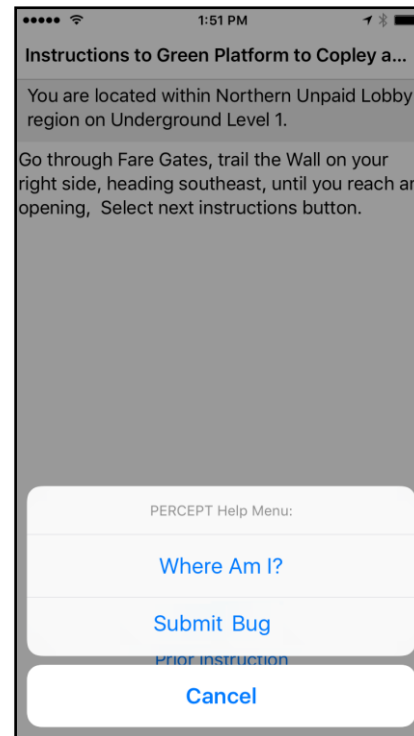 1:51 PM
Instructions to Green Platform to Copley a...
You are located within Northern Unpaid Lobby
region on Underground Level 1.
Go through Fare Gates, trail the Wall on your
right side, heading southeast, until you reach an
opening, Select next instructions button.
PERCEPT Help Menu:
Where Am I?
Submit Bug
Prior Instruction
Cancel